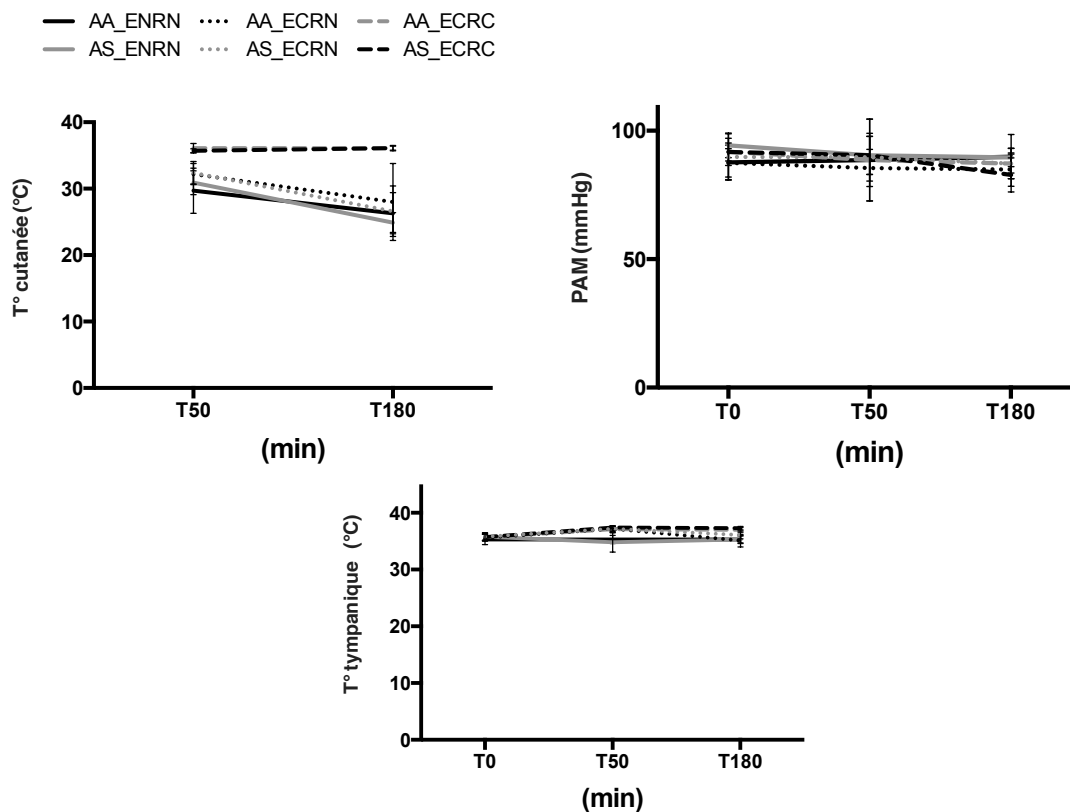 AA_ENRN AA_ECRN AA_ECRC
AS_ENRN AS_ECRN AS_ECRC
T° cutanée (°C)
40
30
20
10
0
T50 T180
(min)
PAM (mmHg)
100
50
0
T0 T50 T180
(min)
T° tympanique (°C)
40
30
20
10
0
T0 T50 T180
(min)